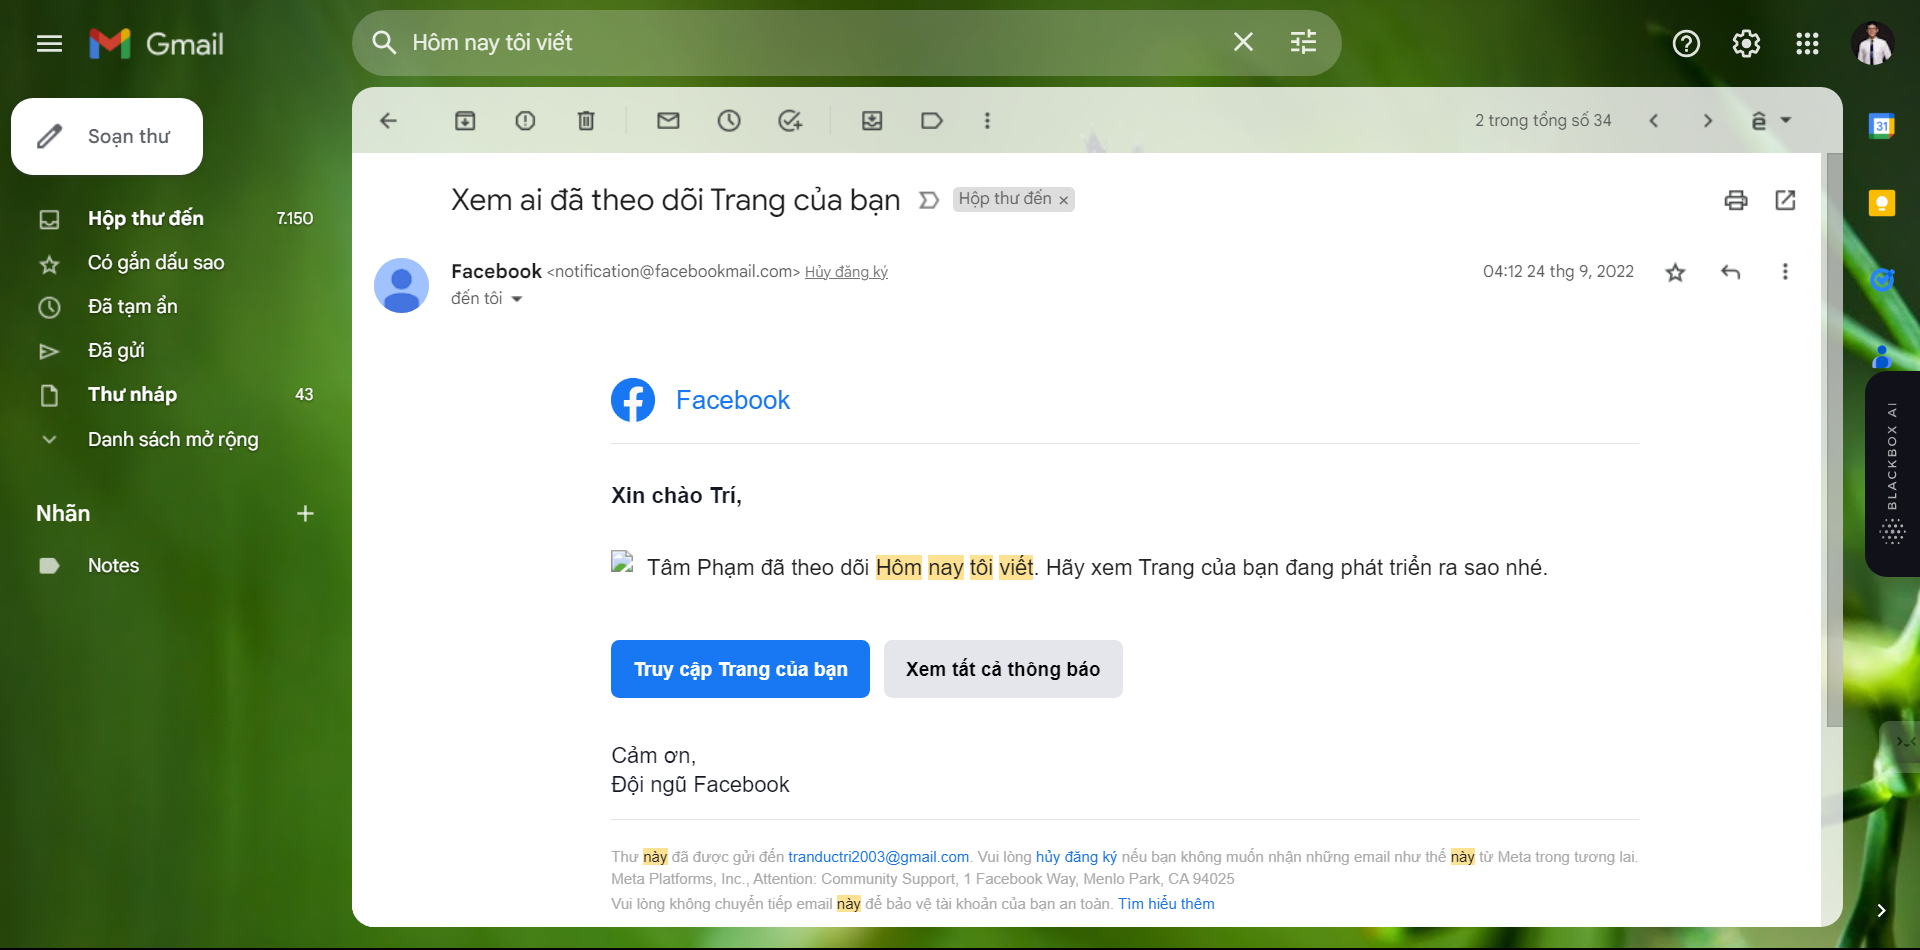 Gmail
Hôm nay tôi viết
Soạn thư
Hộp thư đến 7.150
Có gắn dấu sao
Đã tạm ẩn
Đã gửi
Thư nháp 43
Danh sách mở rộng
Nhãn
Notes
2 trong tổng số 34
Xem ai đã theo dõi Trang của bạn Hộp thư đến ×
Facebook <notification@facebookmail.com> Hủy đăng ký 04:12 24 thg 9, 2022
đến tôi
Facebook
Xin chào Trí,
Tâm Phạm đã theo dõi Hôm nay tôi viết. Hãy xem Trang của bạn đang phát triển ra sao nhé.
Truy cập Trang của bạn Xem tất cả thông báo
Cảm ơn,
Đội ngũ Facebook
Thư này đã được gửi đến tranductri2003@gmail.com. Vui lòng hủy đăng ký nếu bạn không muốn nhận những email như thế này từ Meta trong tương lai.
Meta Platforms, Inc., Attention: Community Support, 1 Facebook Way, Menlo Park, CA 94025
Vui lòng không chuyển tiếp email này để bảo vệ tài khoản của bạn an toàn. Tìm hiểu thêm
31
BLACKBOX AI